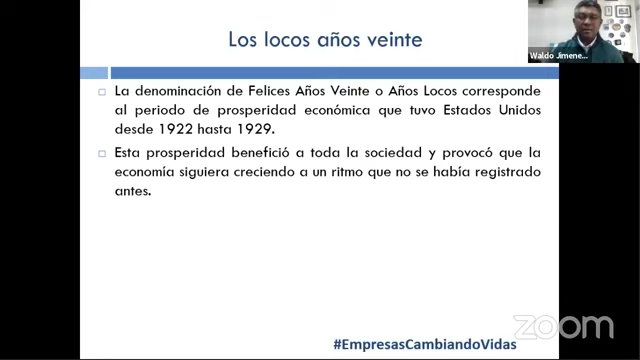 Los locos años veinte
Waldo Jimene...
La denominación de Felices Años Veinte o Años Locos corresponde
al periodo de prosperidad económica que tuvo Estados Unidos
desde 1922 hasta 1929.
Esta prosperidad benefició a toda la sociedad y provocó que la
economía siguiera creciendo a un ritmo que no se había registrado
antes.
zoom
#EmpresasCambiandoVidas